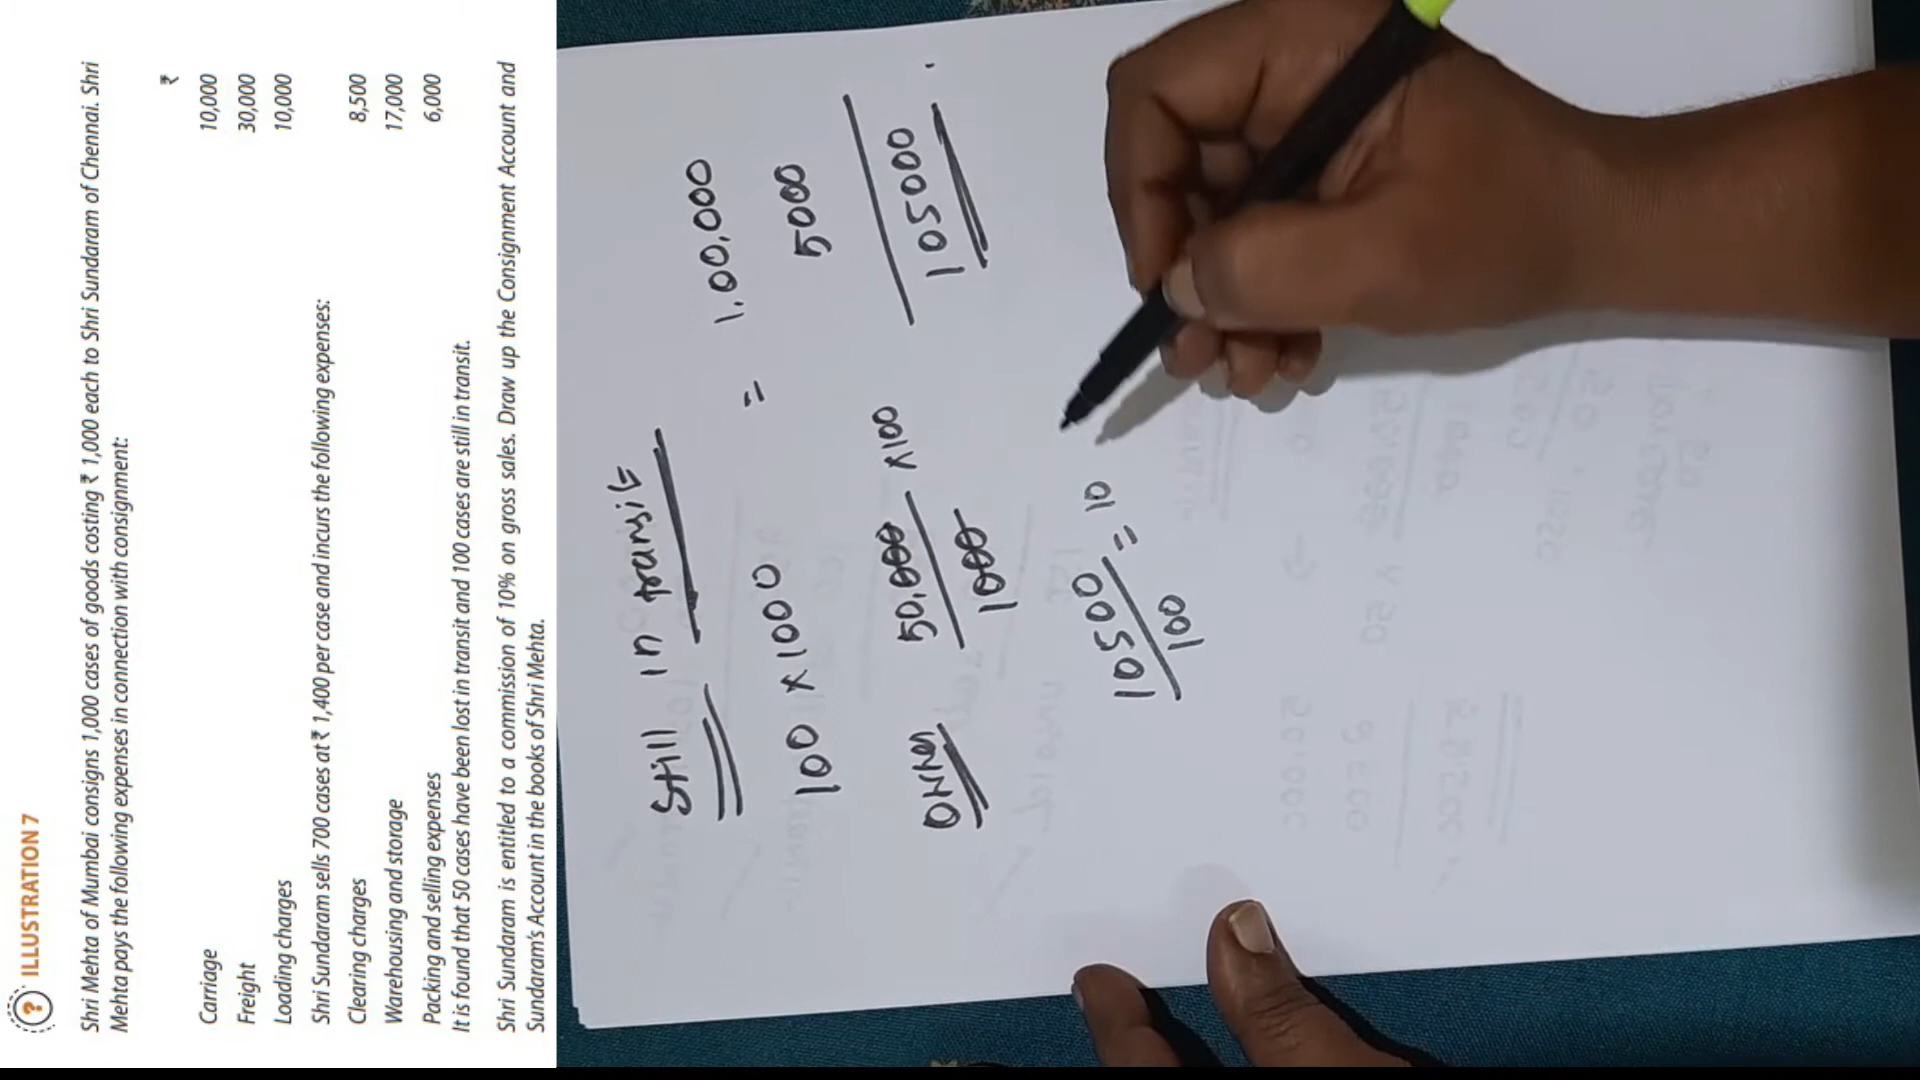 ? ILLUSTRATION 7
Shri Mehta of Mumbai consigns 1,000 cases of goods costing ₹ 1,000 each to Shri Sundaram of Chennai. Shri
Mehta pays the following expenses in connection with consignment:
₹
Carriage 10,000
Freight 30,000
Loading charges 10,000
Shri Sundaram sells 700 cases at ₹ 1,400 per case and incurs the following expenses:
Clearing charges 8,500
Warehousing and storage 17,000
Packing and selling expenses 6,000
It is found that 50 cases have been lost in transit and 100 cases are still in transit.
Shri Sundaram is entitled to a commission of 10% on gross sales. Draw up the Consignment Account and
Sundaram's Account in the books of Shri Mehta.
Still in transit
100 x 1000 = 1,00,000
50,000 x 100 5000
1000
105000
10500 = 10
100